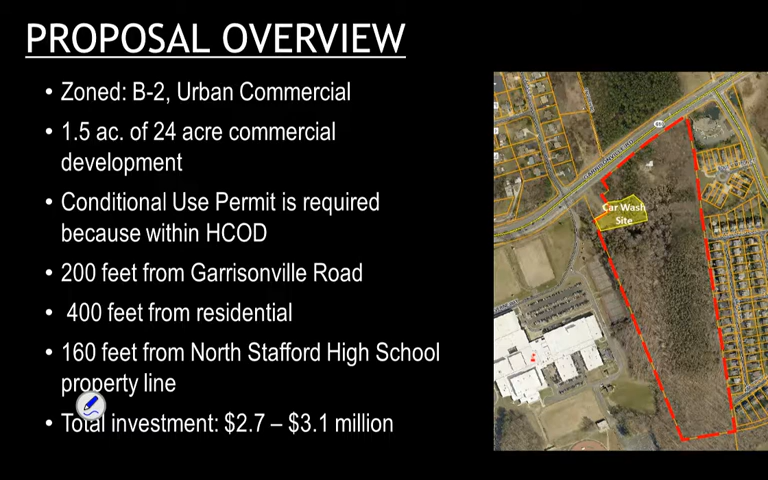 PROPOSAL OVERVIEW
• Zoned: B-2, Urban Commercial
• 1.5 ac. of 24 acre commercial
development
• Conditional Use Permit is required
because within HCOD
• 200 feet from Garrisonville Road
• 400 feet from residential
• 160 feet from North Stafford High School
property line
• Total investment: $2.7 – $3.1 million
GARRISONVILLE RD
Car Wash
Site